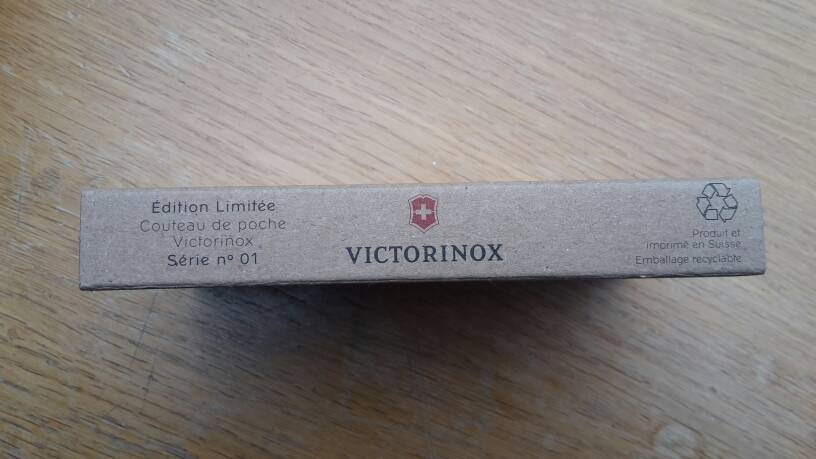 Édition Limitée
Couteau de poche
Victorinox
Série nº 01
VICTORINOX
Produit et
imprimé en Suisse
Emballage recyclable